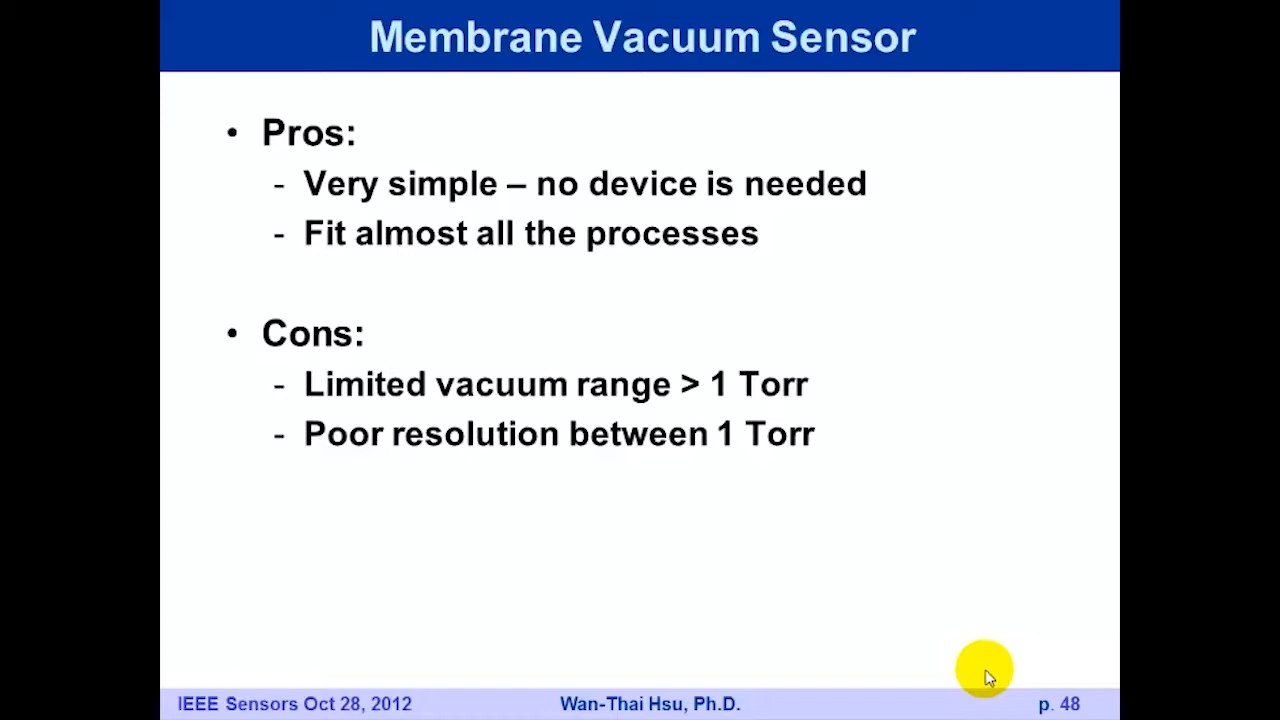 Membrane Vacuum Sensor
• Pros:
- Very simple – no device is needed
- Fit almost all the processes
• Cons:
- Limited vacuum range > 1 Torr
- Poor resolution between 1 Torr
IEEE Sensors Oct 28, 2012 Wan-Thai Hsu, Ph.D. p. 48